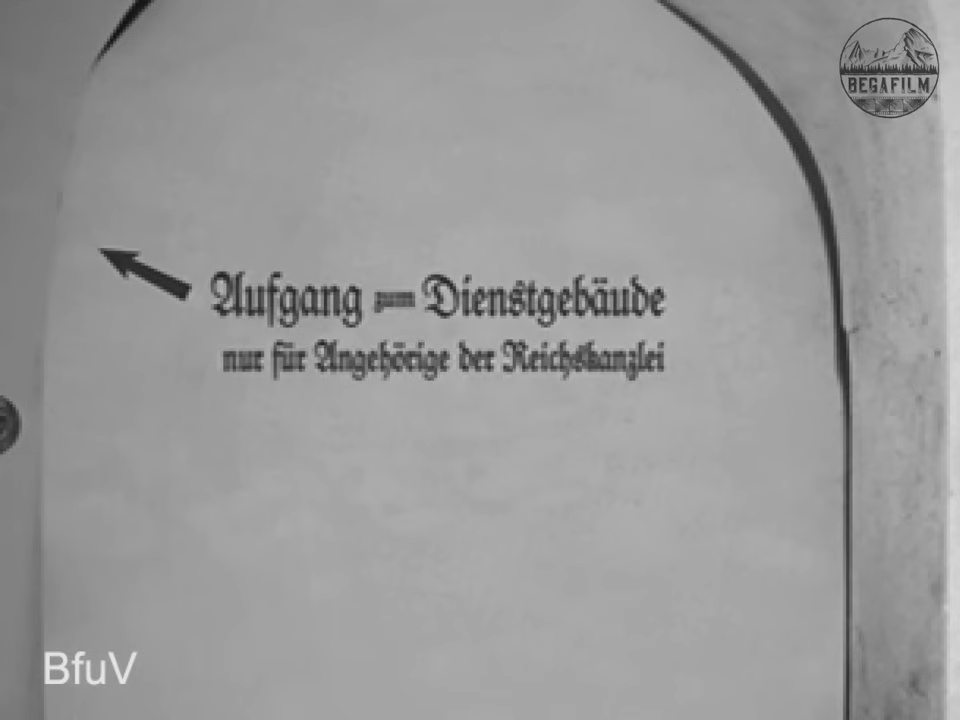 BEGAFILM
Aufgang zum Dienstgebäude
nur für Angehörige der Reichskanzlei
BfuV